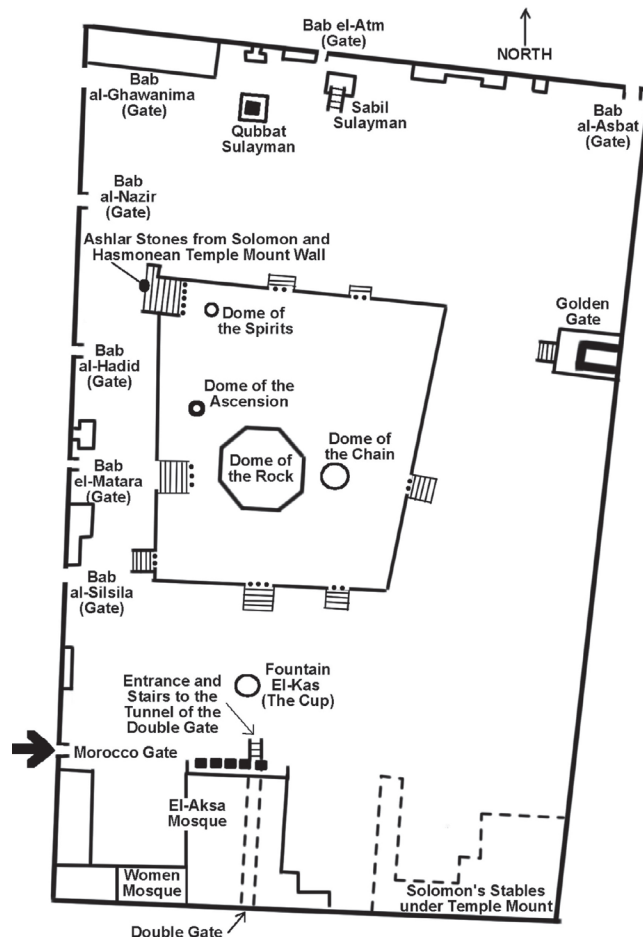 Bab el-Atm
(Gate)
NORTH
Bab
al-Ghawanima
(Gate)
Qubbat
Sulayman
Sabil
Sulayman
Bab
al-Asbat
(Gate)
Bab
al-Nazir
(Gate)
Ashlar Stones from Solomon and
Hasmonean Temple Mount Wall
Dome of
the Spirits
Golden
Gate
Bab
al-Hadid
(Gate)
Dome of the
Ascension
Dome of
the Chain
Dome of
the Rock
Bab
el-Matara
(Gate)
Bab
al-Silsila
(Gate)
Entrance and
Stairs to the
Tunnel of the
Double Gate
Fountain
El-Kas
(The Cup)
Morocco Gate
El-Aksa
Mosque
Women
Mosque
Solomon's Stables
under Temple Mount
Double Gate